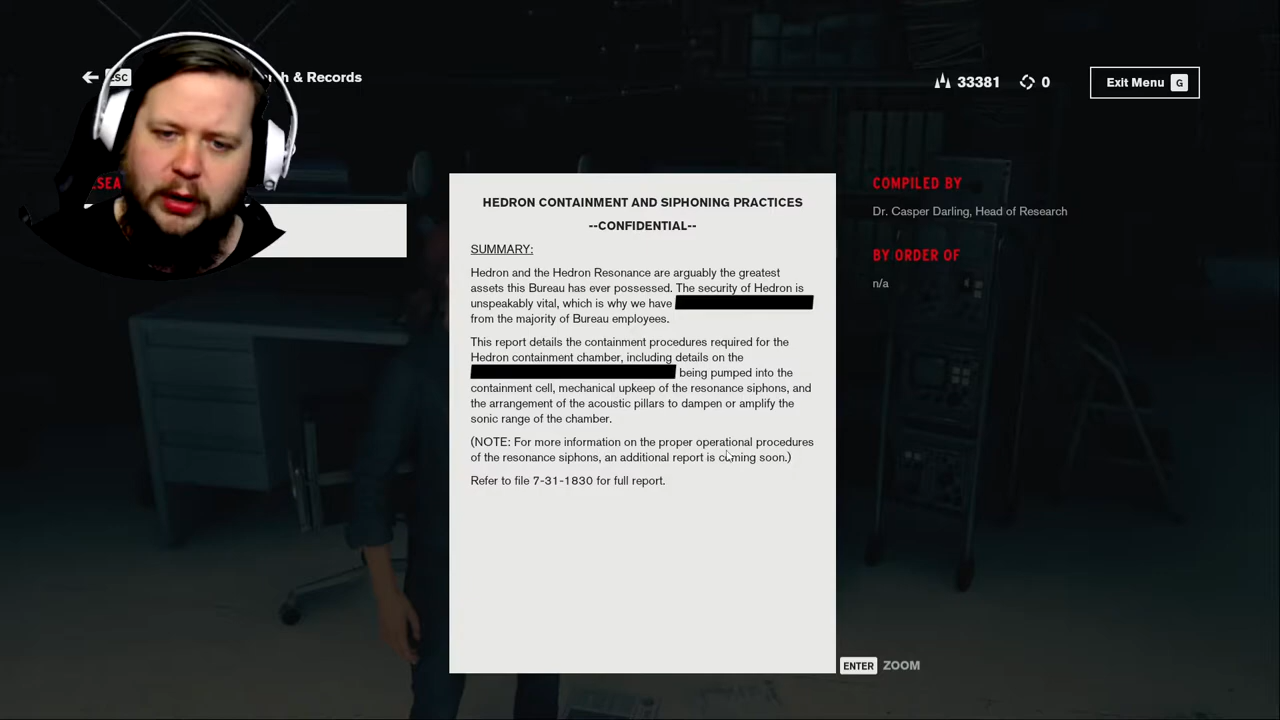 ESC
& Records
33381
0
Exit Menu G
HEDRON CONTAINMENT AND SIPHONING PRACTICES
--CONFIDENTIAL--
SUMMARY:
Hedron and the Hedron Resonance are arguably the greatest
assets this Bureau has ever possessed. The security of Hedron is
unspeakably vital, which is why we have
from the majority of Bureau employees.
This report details the containment procedures required for the
Hedron containment chamber, including details on the
being pumped into the
containment cell, mechanical upkeep of the resonance siphons, and
the arrangement of the acoustic pillars to dampen or amplify the
sonic range of the chamber.
(NOTE: For more information on the proper operational procedures
of the resonance siphons, an additional report is coming soon.)
Refer to file 7-31-1830 for full report.
COMPILED BY
Dr. Casper Darling, Head of Research
BY ORDER OF
n/a
ENTER ZOOM